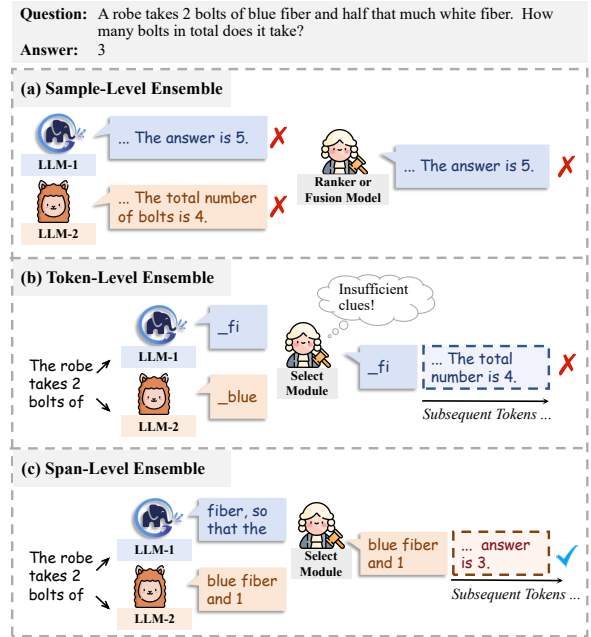 Question: A robe takes 2 bolts of blue fiber and half that much white fiber. How
many bolts in total does it take?
Answer: 3
(a) Sample-Level Ensemble
LLM-1
... The answer is 5.
LLM-2
... The total number
of bolts is 4.
Ranker or
Fusion Model
... The answer is 5.
(b) Token-Level Ensemble
The robe
takes 2
bolts of
LLM-1
_fi
LLM-2
_blue
Insufficient
clues!
Select
Module
_fi
... The total
number is 4.
Subsequent Tokens ...
(c) Span-Level Ensemble
The robe
takes 2
bolts of
LLM-1
fiber, so
that the
LLM-2
blue fiber
and 1
Select
Module
blue fiber
and 1
... answer
is 3.
Subsequent Tokens ...